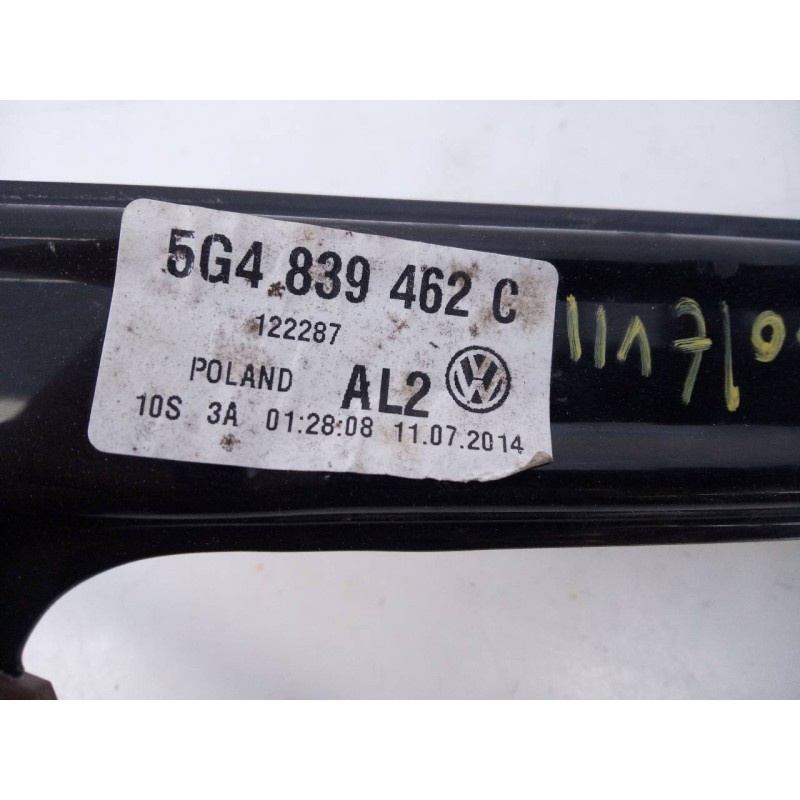 5G4 839 462 C
122287
POLAND AL2
10S 3A 01:28:08 11.07.2014